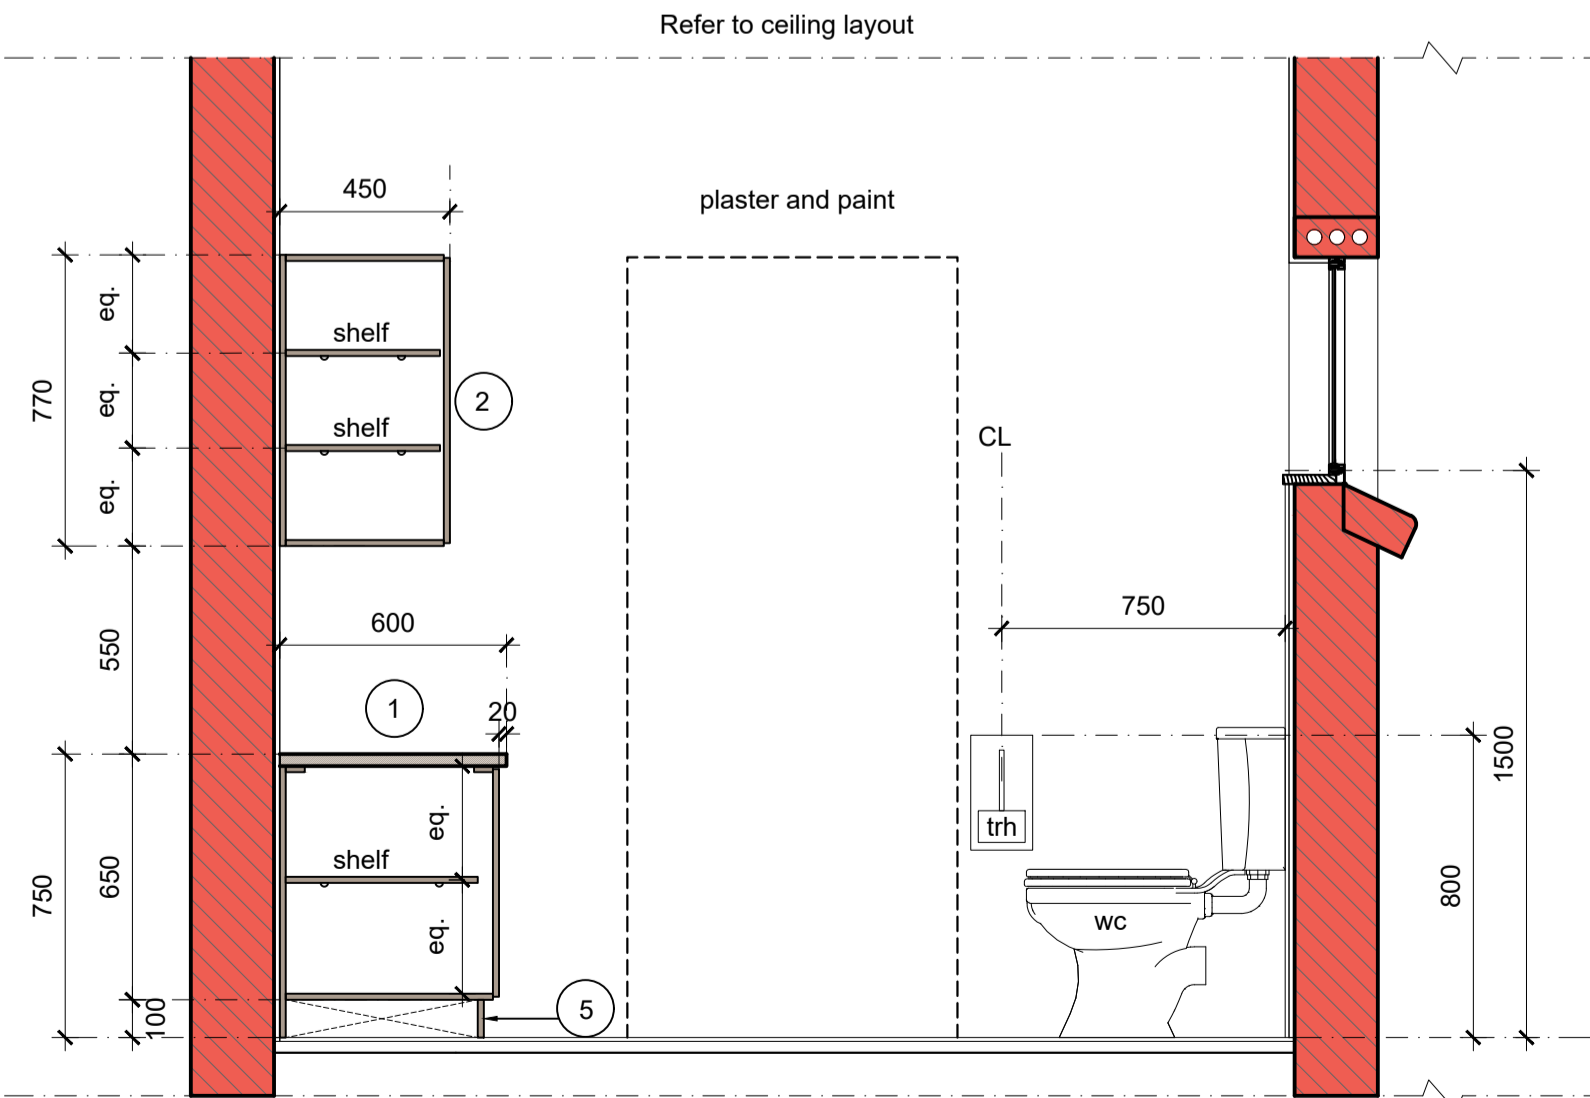 Refer to ceiling layout
450
plaster and paint
eq.
shelf
770
eq.
2
shelf
CL
eq.
600
750
550
1
20
1500
eq.
trh
shelf
750
650
800
wc
eq.
100
5